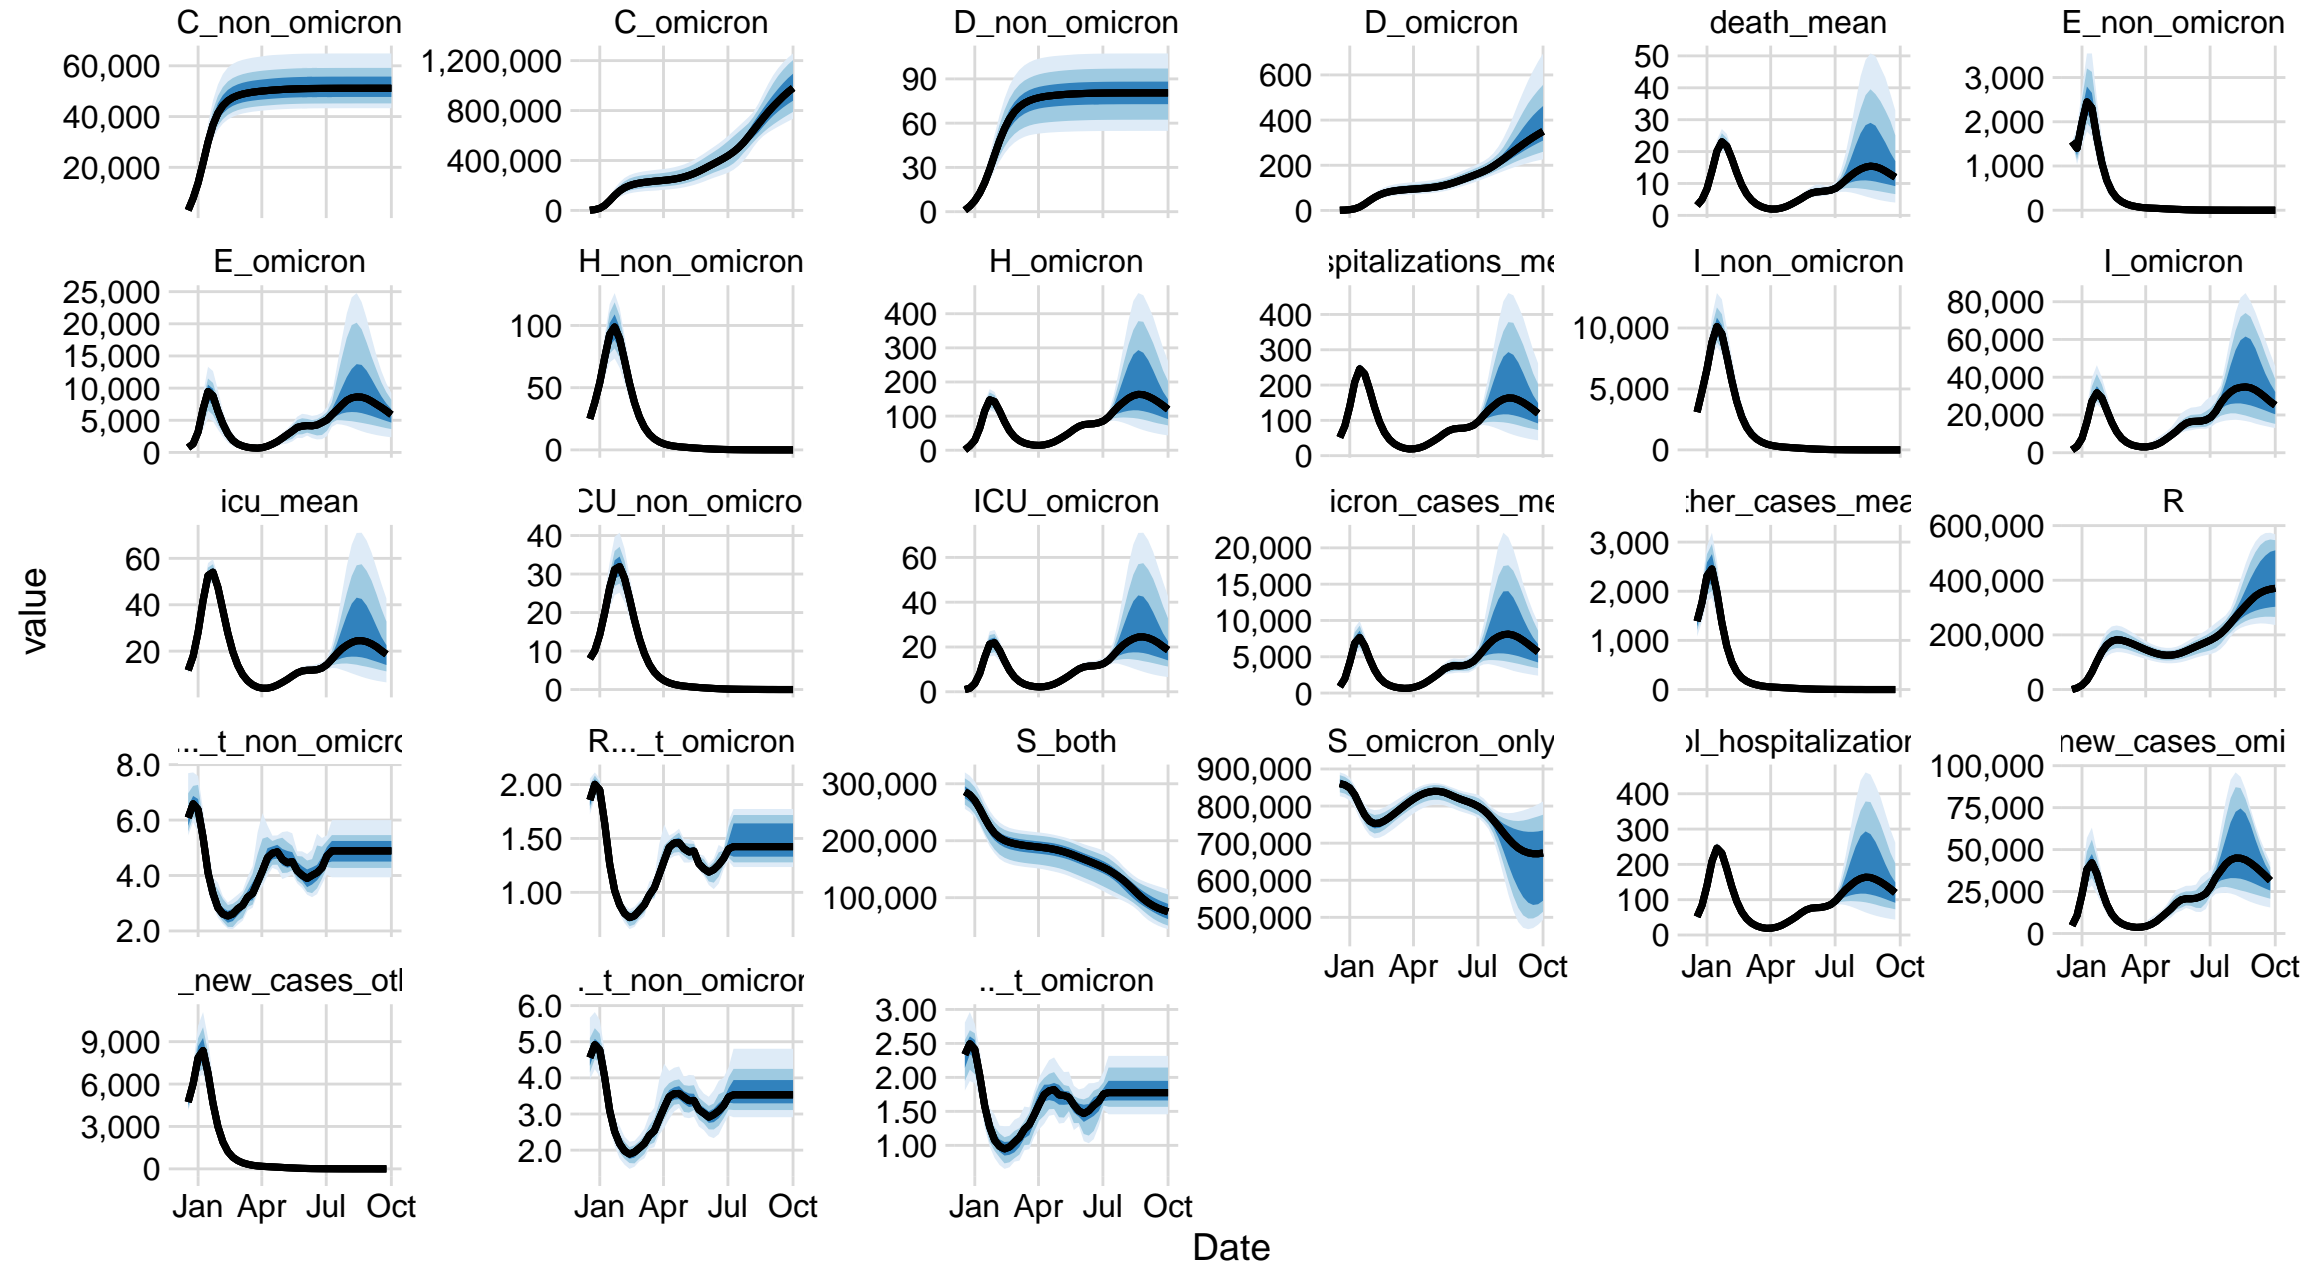 C_non_omicron C_omicron D_non_omicron D_omicron death_mean E_non_omicron
60,000 40,000 20,000
1,200,000 800,000 400,000 0
90 60 30 0
600 400 200 0
50 40 30 20 10 0
3,000 2,000 1,000 0
E_omicron H_non_omicron H_omicron spitalizations_me I_non_omicron I_omicron
25,000 20,000 15,000 10,000 5,000 0
100 50 0
400 300 200 100 0
400 300 200 100 0
10,000 5,000 0
80,000 60,000 40,000 20,000 0
icu_mean CU_non_omicro ICU_omicron icron_cases_me ther_cases_mea R
60 40 20
40 30 20 10 0
60 40 20 0
20,000 15,000 10,000 5,000 0
3,000 2,000 1,000 0
600,000 400,000 200,000 0
value
..._t_non_omicro R..._t_omicron S_both S_omicron_only ol_hospitalization new_cases_omi
8.0 6.0 4.0 2.0
2.00 1.50 1.00
300,000 200,000 100,000
900,000 800,000 700,000 600,000 500,000
400 300 200 100 0
100,000 75,000 50,000 25,000 0
Jan Apr Jul Oct Jan Apr Jul Oct Jan Apr Jul Oct
_new_cases_otl ._t_non_omicron .._t_omicron
9,000 6,000 3,000 0
6.0 5.0 4.0 3.0 2.0
3.00 2.50 2.00 1.50 1.00
Jan Apr Jul Oct Jan Apr Jul Oct Jan Apr Jul Oct
Date